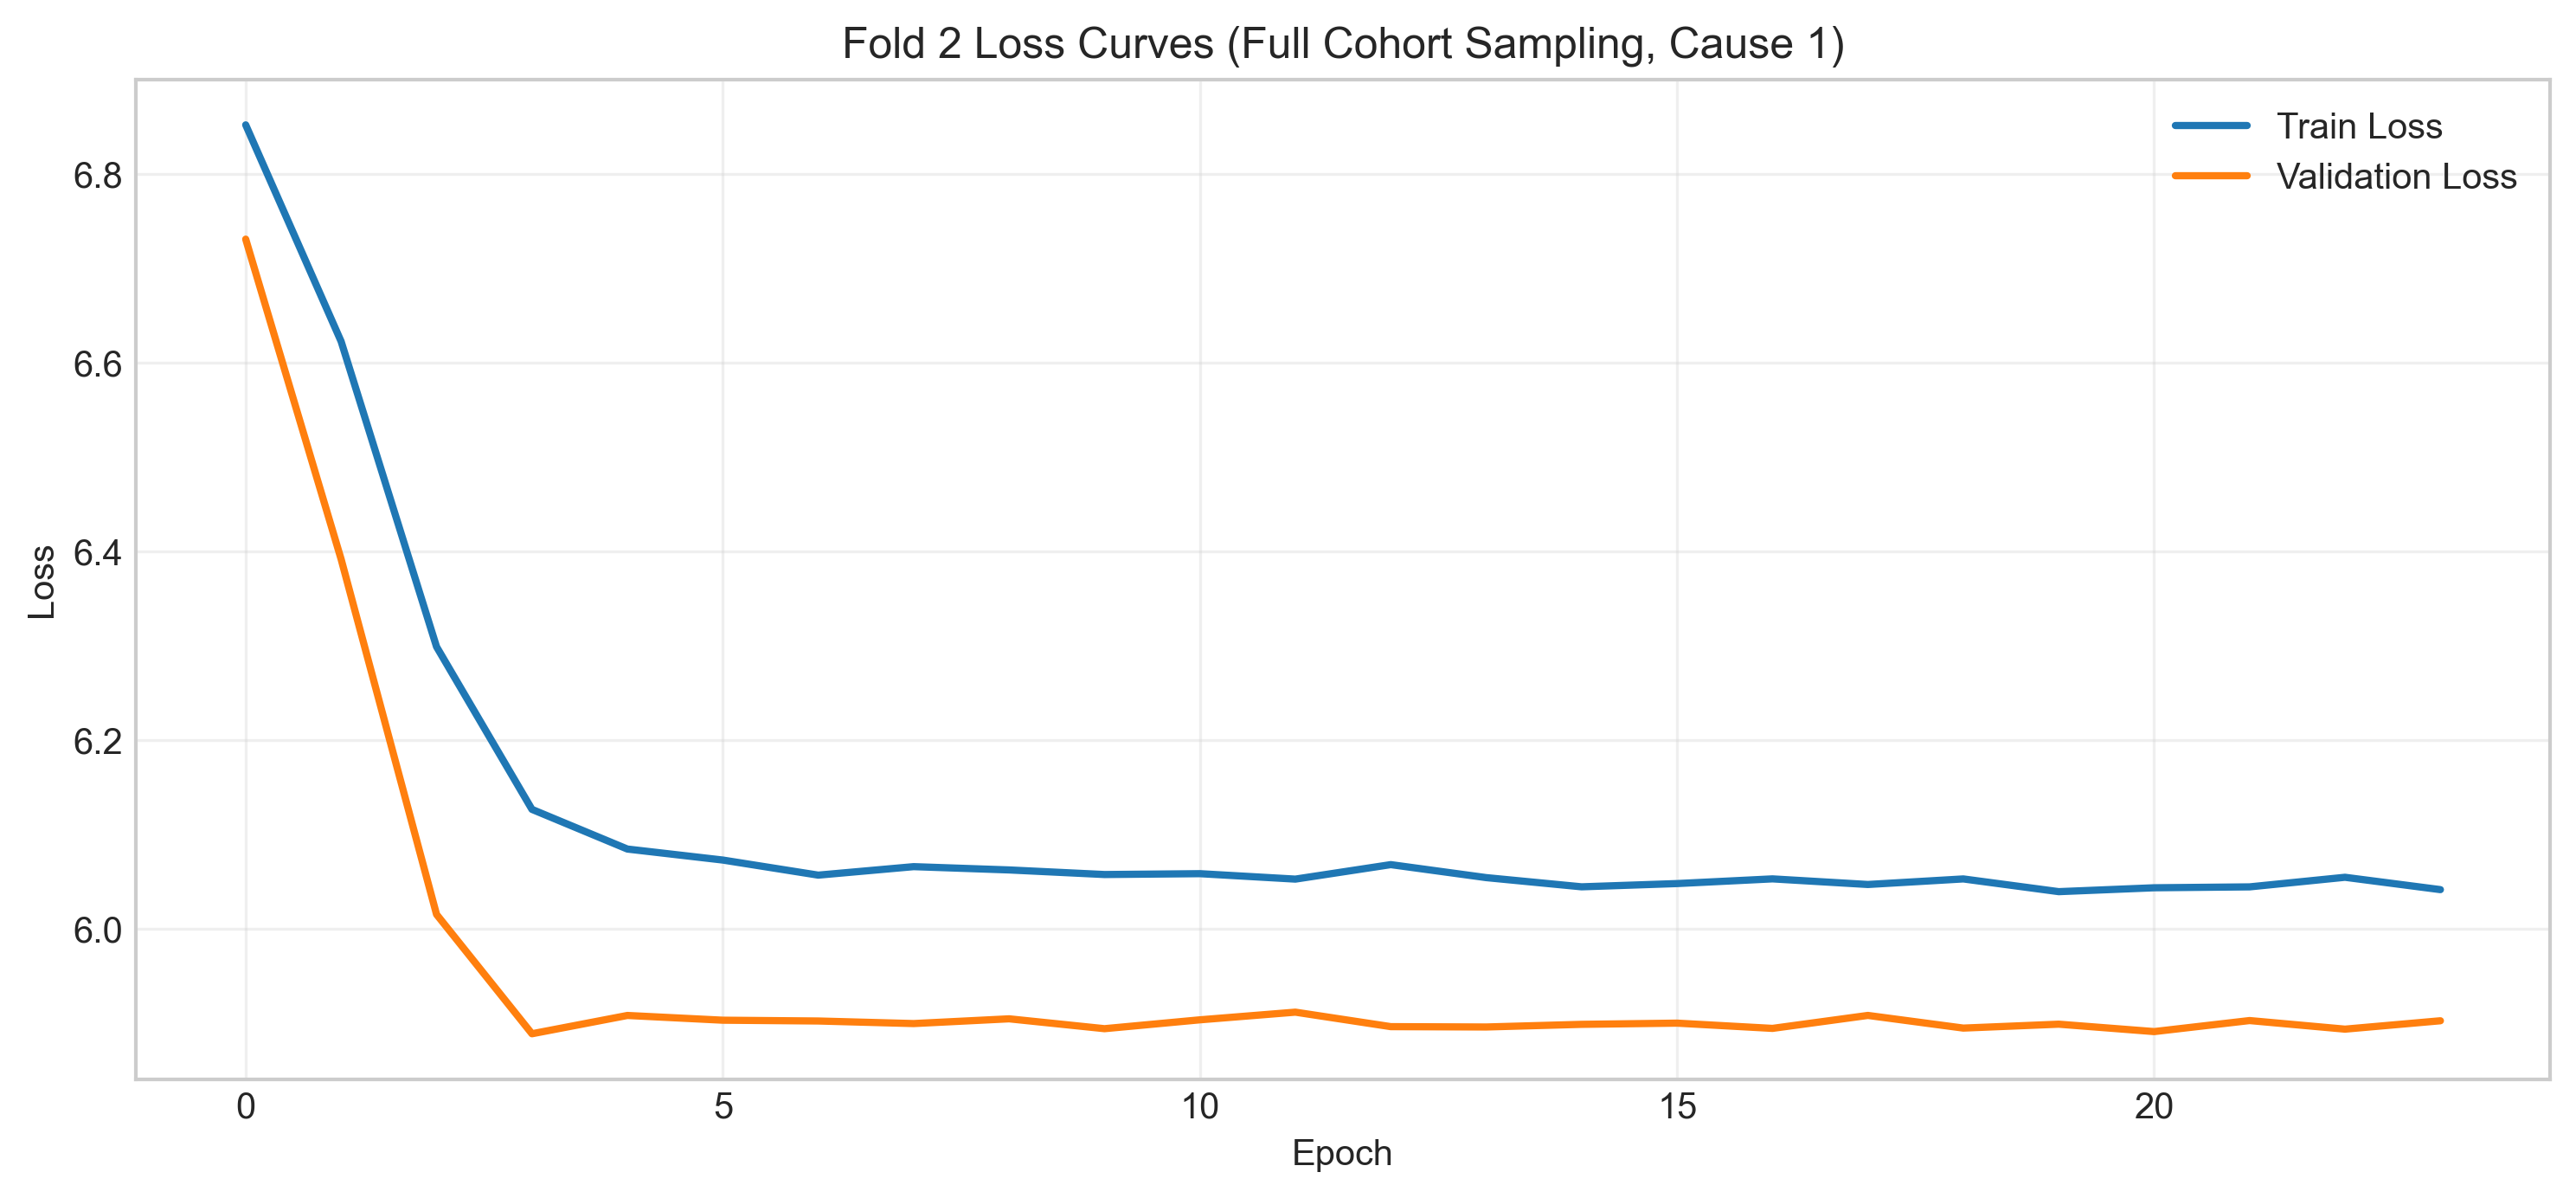 Fold 2 Loss Curves (Full Cohort Sampling, Cause 1)
Train Loss
Validation Loss
6.8
6.6
6.4
6.2
6.0
Loss
0 5 10 15 20
Epoch